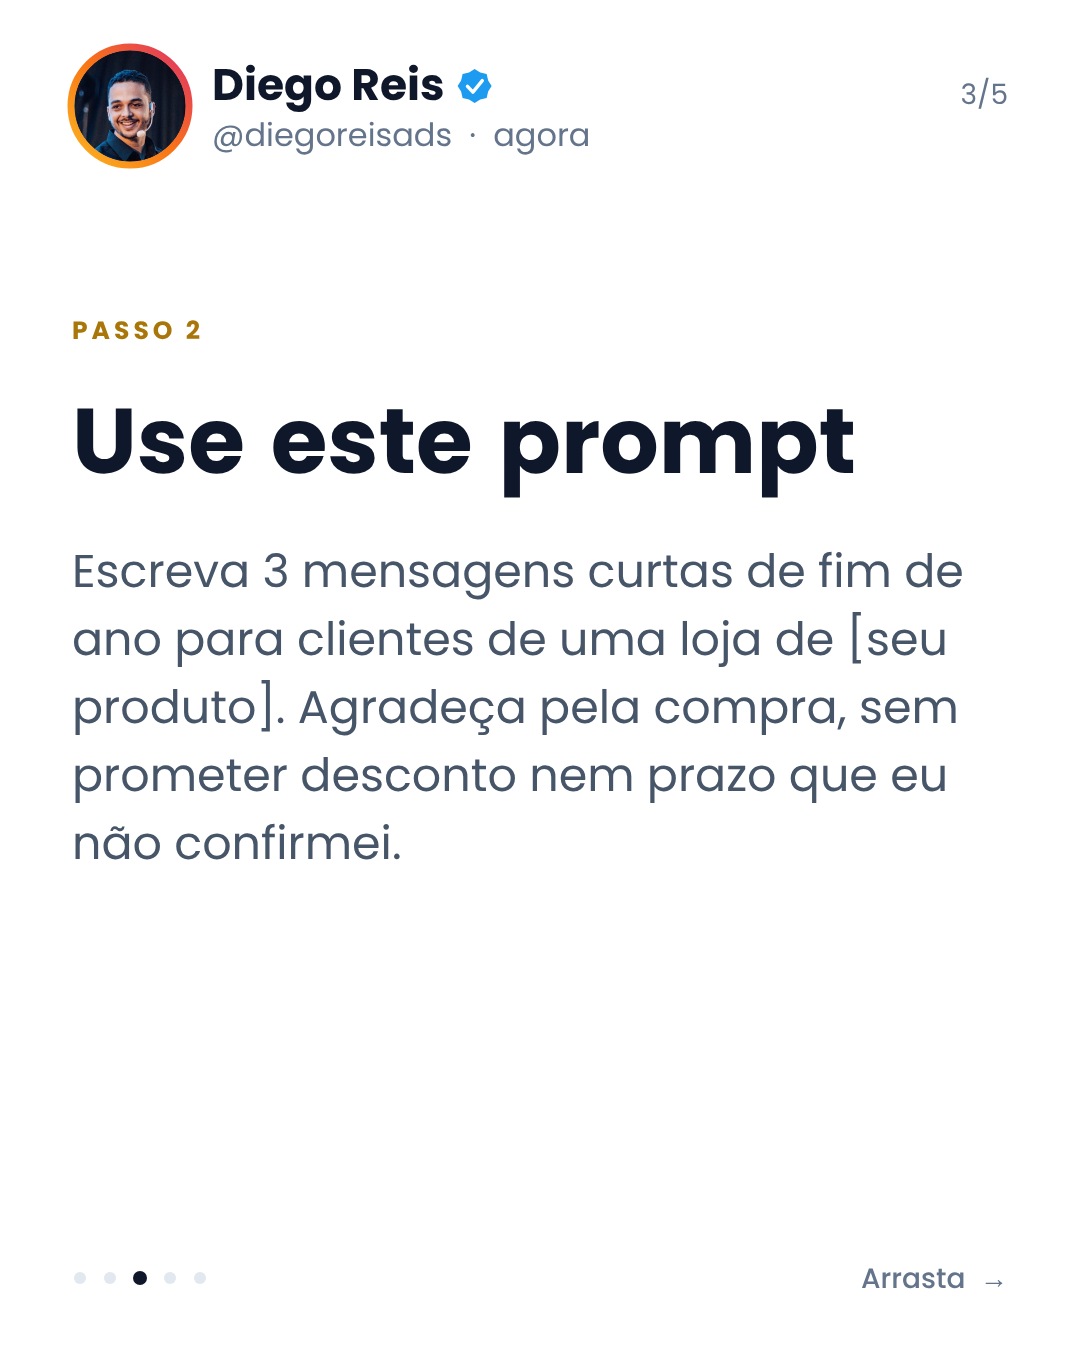 Diego Reis
@diegoreisads · agora
3/5
PASSO 2
Use este prompt
Escreva 3 mensagens curtas de fim de
ano para clientes de uma loja de [seu
produto]. Agradeça pela compra, sem
prometer desconto nem prazo que eu
não confirmei.
Arrasta →